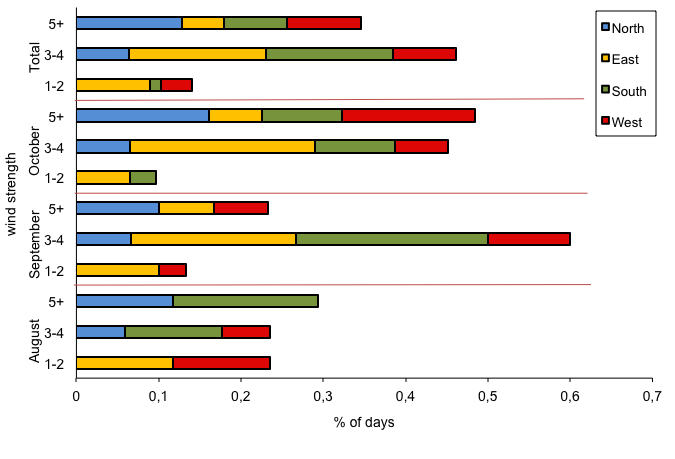 wind strength
Total
5+
3-4
1-2
October
5+
3-4
1-2
September
5+
3-4
1-2
August
5+
3-4
1-2
0 0,1 0,2 0,3 0,4 0,5 0,6 0,7
% of days
North
East
South
West